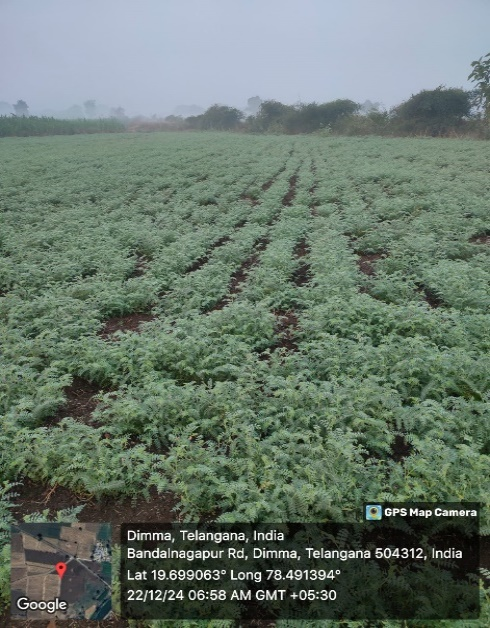 GPS Map Camera
Dimma, Telangana, India
Bandalnagapur Rd, Dimma, Telangana 504312, India
Lat 19.699063° Long 78.491394°
22/12/24 06:58 AM GMT +05:30
Google